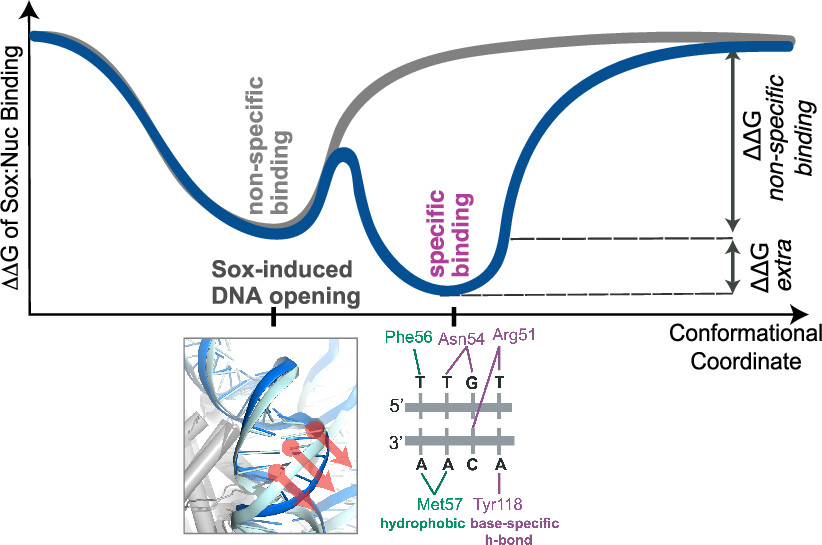 ΔΔG of Sox:Nuc Binding
non-specific
binding
specific
binding
ΔΔG
non-specific
binding
ΔΔG
extra
Sox-induced
DNA opening
Conformational
Coordinate
Phe56 Asn54 Arg51
T T G T
5'
3'
A A C A
Met57 Tyr118
hydrophobic base-specific
h-bond